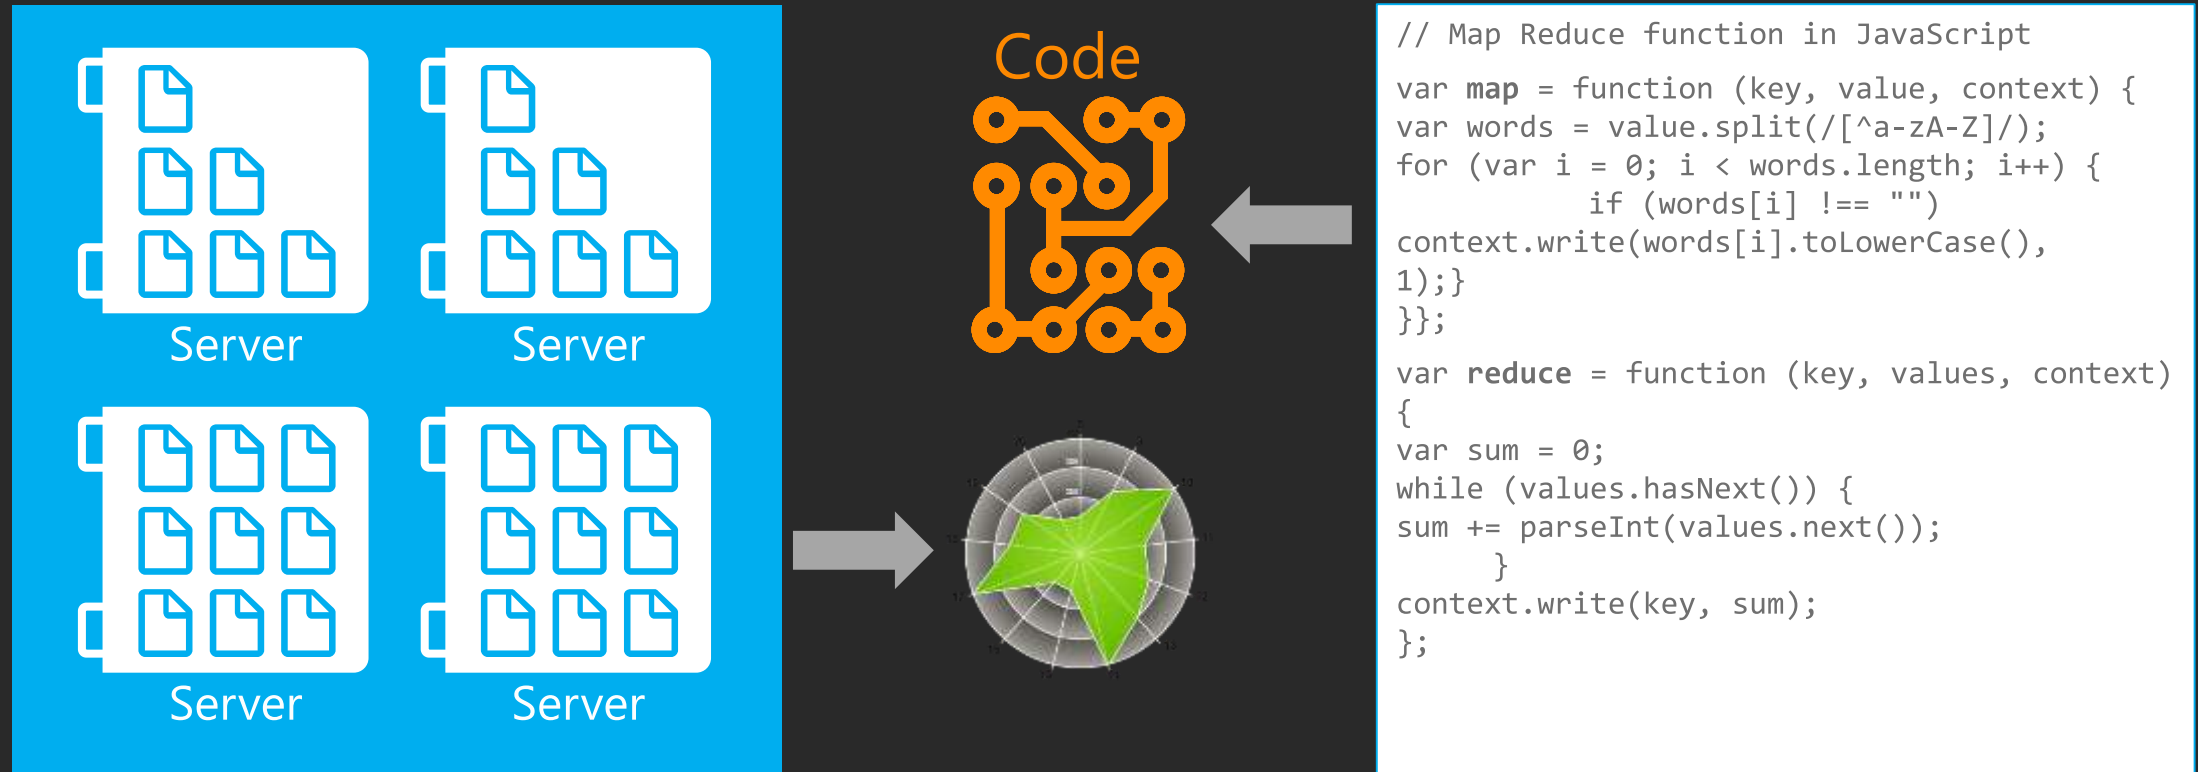 Server
Server
Server
Server
Code
// Map Reduce function in JavaScript
var map = function (key, value, context) {
var words = value.split(/[^a-zA-Z]/);
for (var i = 0; i < words.length; i++) {
if (words[i] !== "")
context.write(words[i].toLowerCase(),
1);}
}};
var reduce = function (key, values, context)
{
var sum = 0;
while (values.hasNext()) {
sum += parseInt(values.next());
}
context.write(key, sum);
};